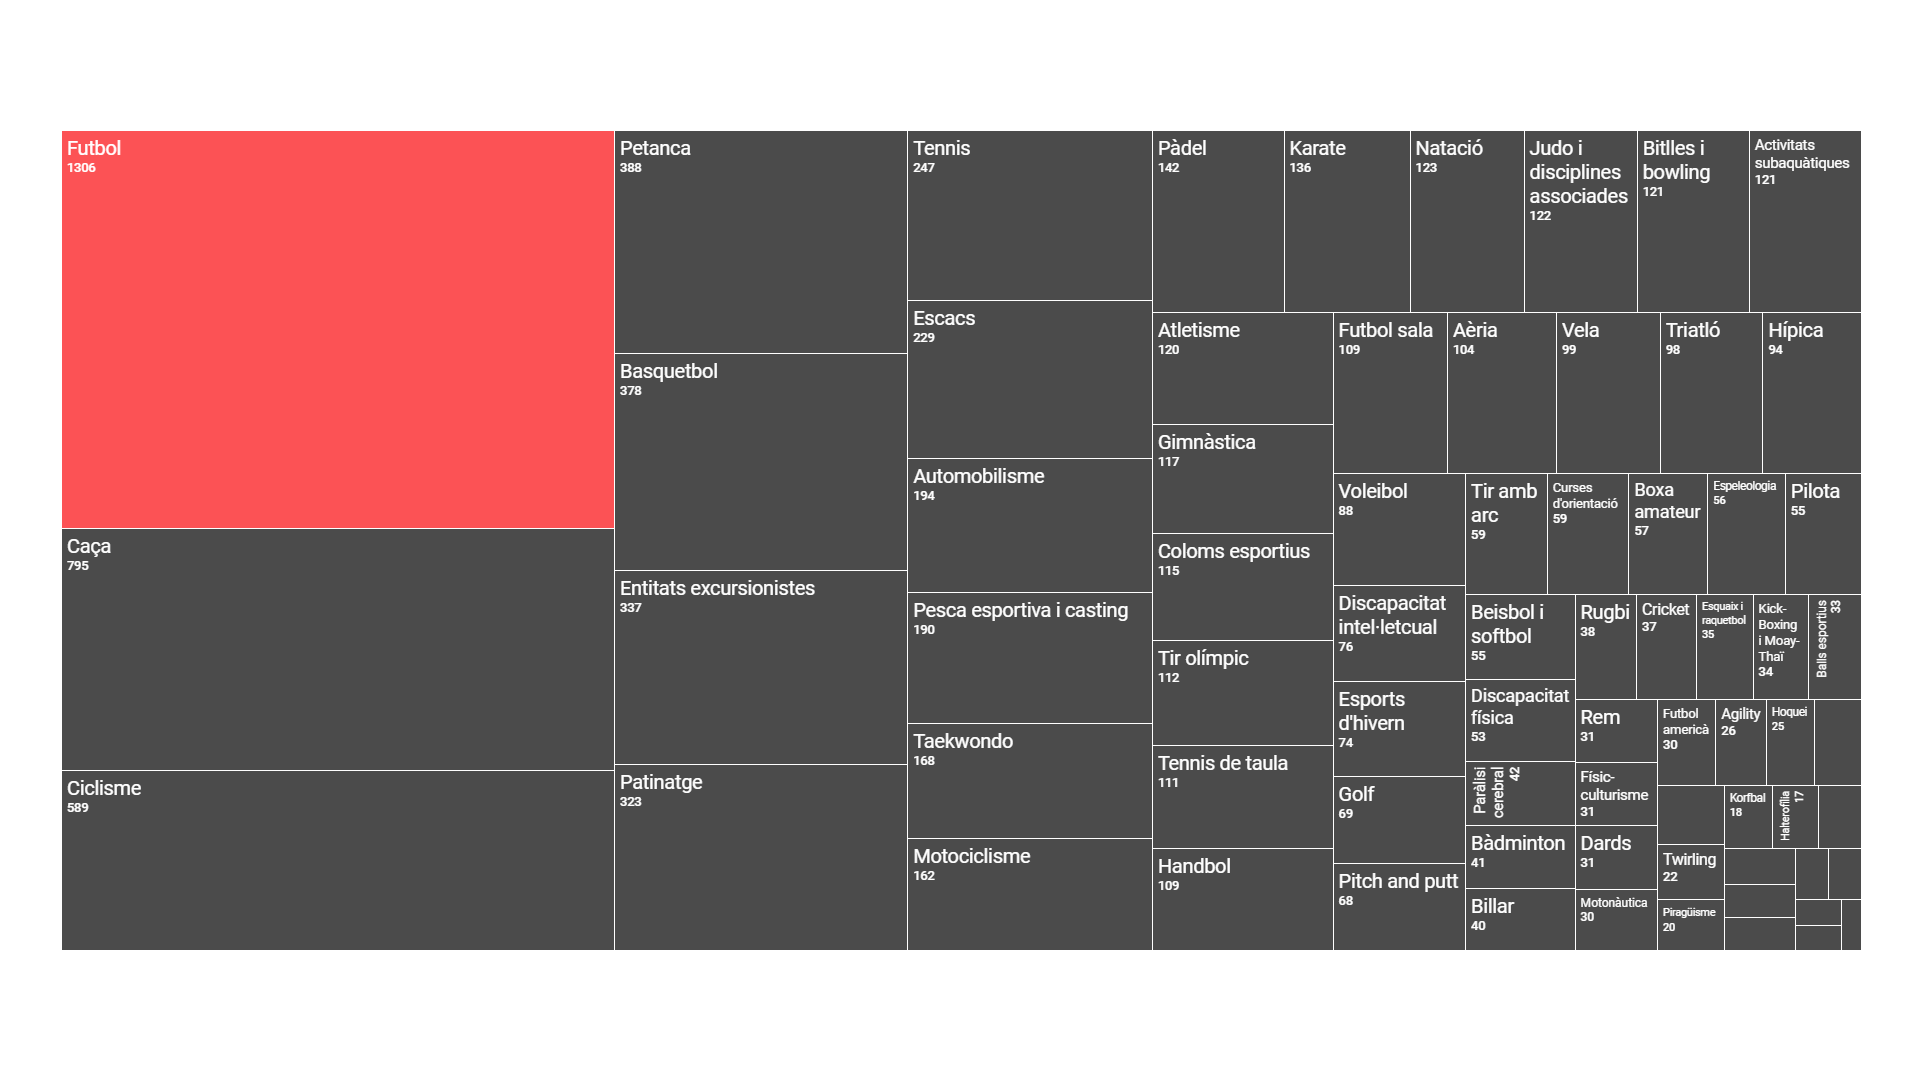 Futbol
1306
Caça
795
Ciclisme
589
Petanca
388
Basquetbol
378
Entitats excursionistes
337
Patinatge
323
Tennis
247
Escacs
229
Automobilisme
194
Pesca esportiva i casting
190
Taekwondo
168
Motociclisme
162
Pàdel
142
Karate
136
Natació
123
Judo i
disciplines
associades
122
Bitlles i
bowling
121
Activitats
subaquàtiques
121
Atletisme
120
Gimnàstica
117
Coloms esportius
115
Tir olímpic
112
Tennis de taula
111
Handbol
109
Futbol sala
109
Aèria
104
Vela
99
Triatló
98
Hípica
94
Voleibol
88
Discapacitat
intel·letcual
76
Esports
d'hivern
74
Golf
69
Pitch and putt
68
Tir amb
arc
59
Curses
d'orientació
59
Boxa
amateur
57
Espeleologia
56
Pilota
55
Beisbol i
softbol
55
Discapacitat
física
53
Paràlisi
cerebral
42
Bàdminton
41
Billar
40
Rugbi
38
Cricket
37
Esquaix i
raquetbol
35
Kick-
Boxing
i Moay-
Thaï
34
Balls esportius
33
Rem
31
Físic-
culturisme
31
Dards
31
Motonàutica
30
Futbol
americà
30
Agility
26
Hoquei
25
Twirling
22
Piragüisme
20
Korfbal
18
Halterofília
17